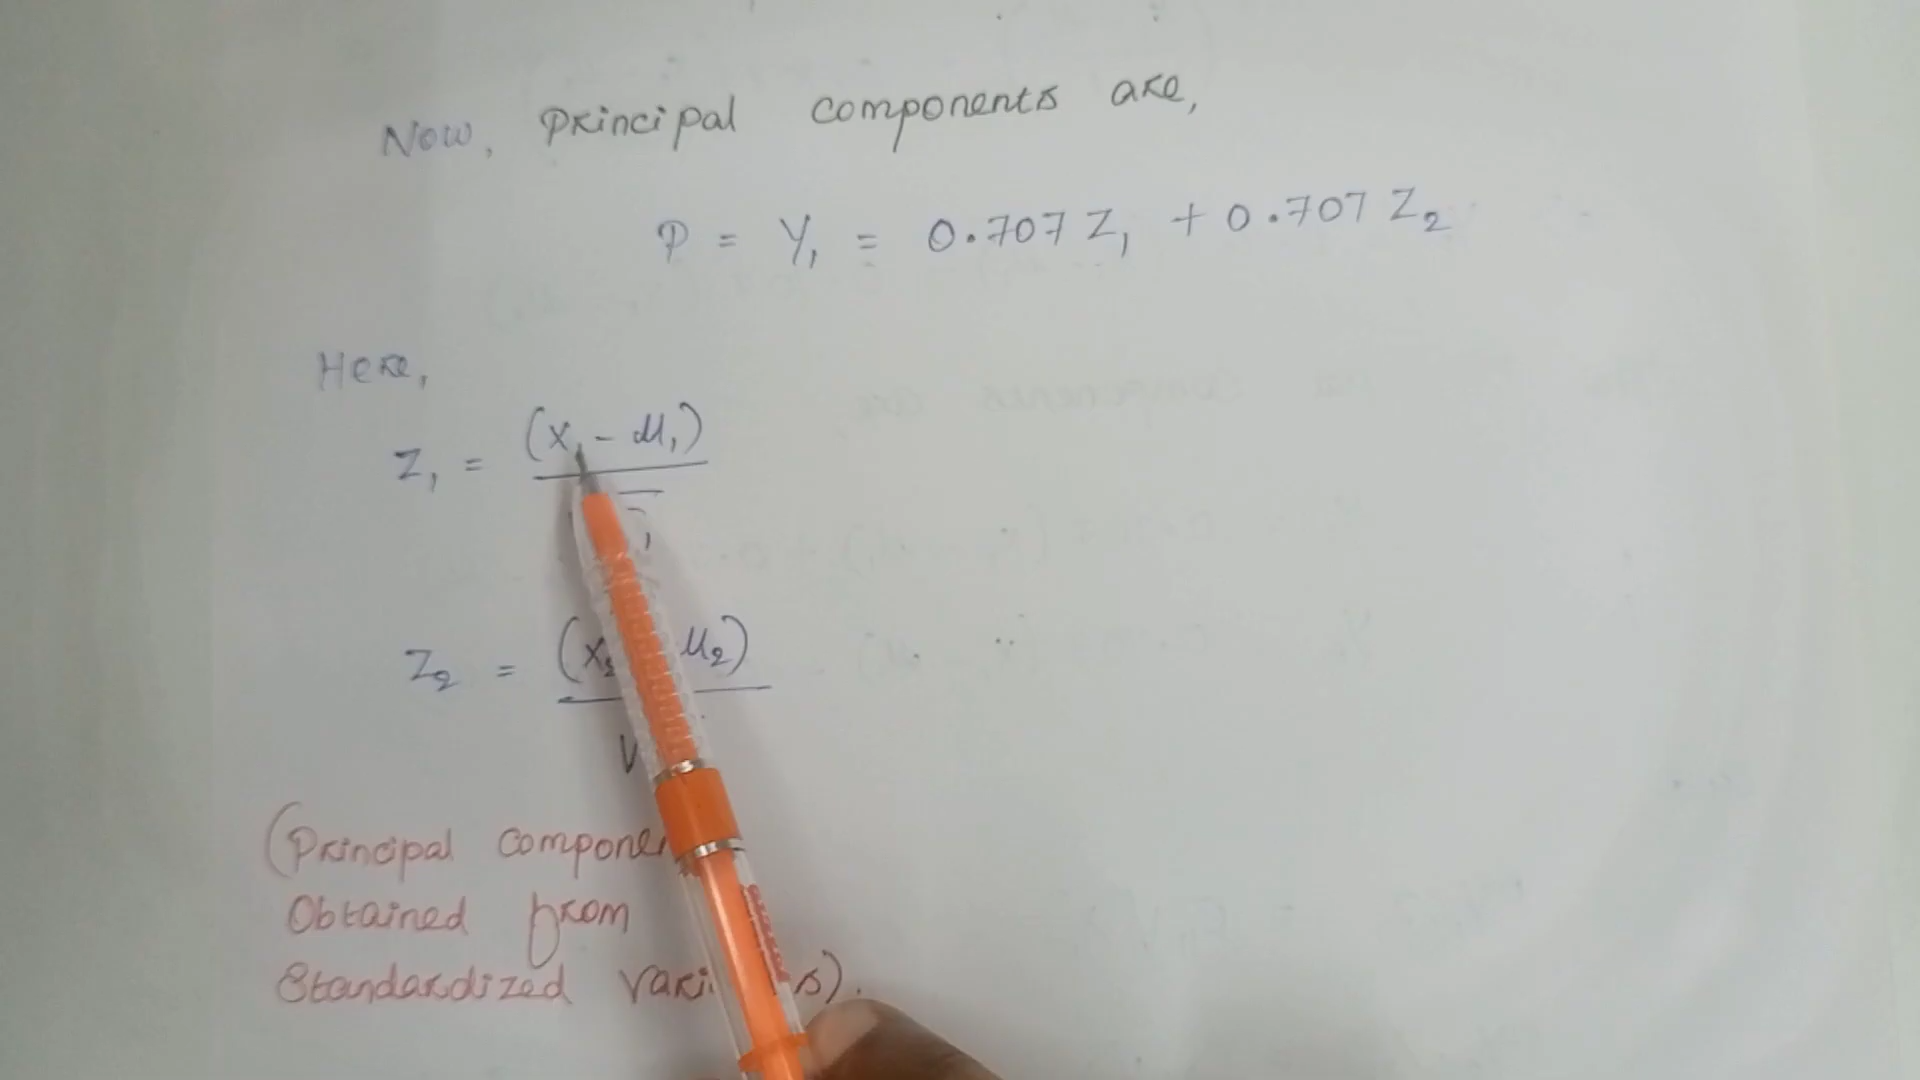 Now, Principal components are,
P = Y₁ = 0.707 Z₁ + 0.707 Z₂
Here,
Z₁ = (X₁ - μ₁)
Z₂ = (X₂ μ₂)
(Principal
Obtained from
Standardized